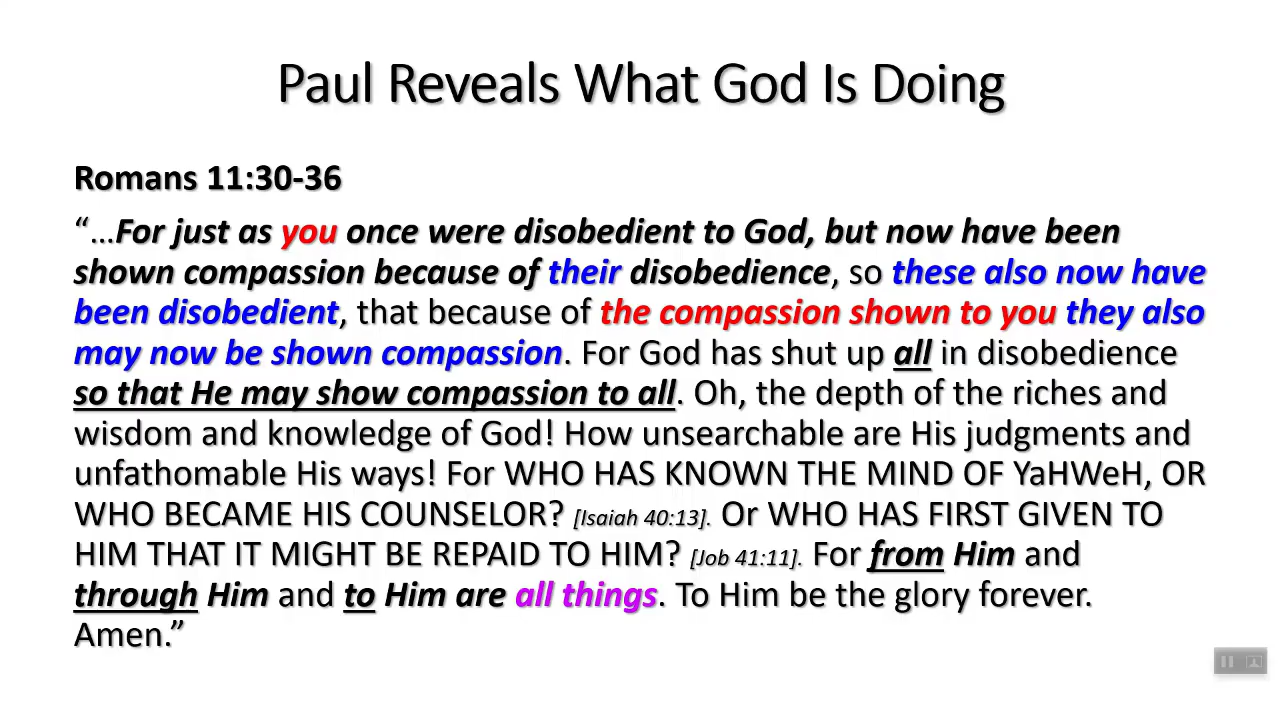 Paul Reveals What God Is Doing
Romans 11:30-36
“…For just as you once were disobedient to God, but now have been
shown compassion because of their disobedience, so these also now have
been disobedient, that because of the compassion shown to you they also
may now be shown compassion. For God has shut up all in disobedience
so that He may show compassion to all. Oh, the depth of the riches and
wisdom and knowledge of God! How unsearchable are His judgments and
unfathomable His ways! For WHO HAS KNOWN THE MIND OF YaHWeH, OR
WHO BECAME HIS COUNSELOR? [Isaiah 40:13]. Or WHO HAS FIRST GIVEN TO
HIM THAT IT MIGHT BE REPAID TO HIM? [Job 41:11]. For from Him and
through Him and to Him are all things. To Him be the glory forever.
Amen.”